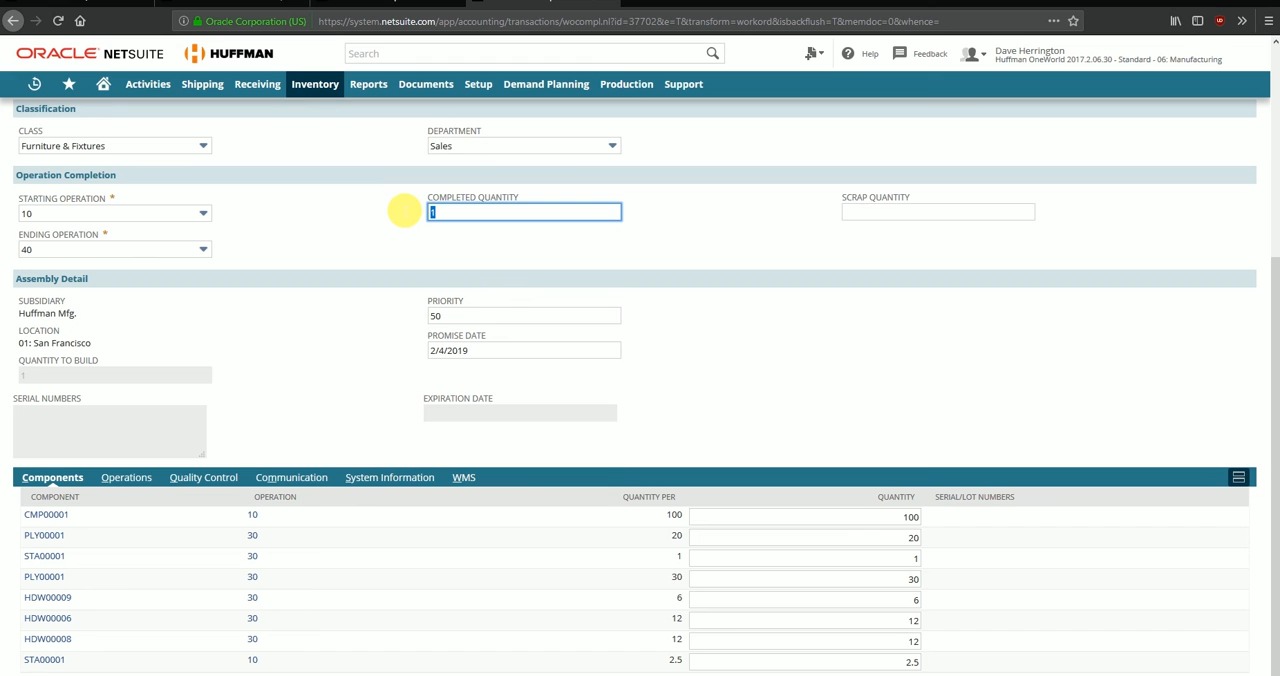 Oracle Corporation (US) https://system.netsuite.com/app/accounting/transactions/wocompl.nl?id=37702&e=T&transform=workord&isbackflush=T&memdoc=0&whence=
ORACLE NETSUITE HUFFMAN Search Help Feedback Dave Herrington
Huffman OneWorld 2017.2.06.30 - Standard - 06: Manufacturing
Activities Shipping Receiving Inventory Reports Documents Setup Demand Planning Production Support
Classification
CLASS DEPARTMENT
Furniture & Fixtures Sales
Operation Completion
STARTING OPERATION * COMPLETED QUANTITY SCRAP QUANTITY
10 1
ENDING OPERATION *
40
Assembly Detail
SUBSIDIARY PRIORITY
Huffman Mfg. 50
LOCATION PROMISE DATE
01: San Francisco 2/4/2019
QUANTITY TO BUILD
1
SERIAL NUMBERS EXPIRATION DATE
Components Operations Quality Control Communication System Information WMS
COMPONENT OPERATION QUANTITY PER QUANTITY SERIAL/LOT NUMBERS
CMP00001 10 100 100
PLY00001 30 20 20
STA00001 30 1 1
PLY00001 30 30 30
HDW00009 30 6 6
HDW00006 30 12 12
HDW00008 30 12 12
STA00001 10 2.5 2.5